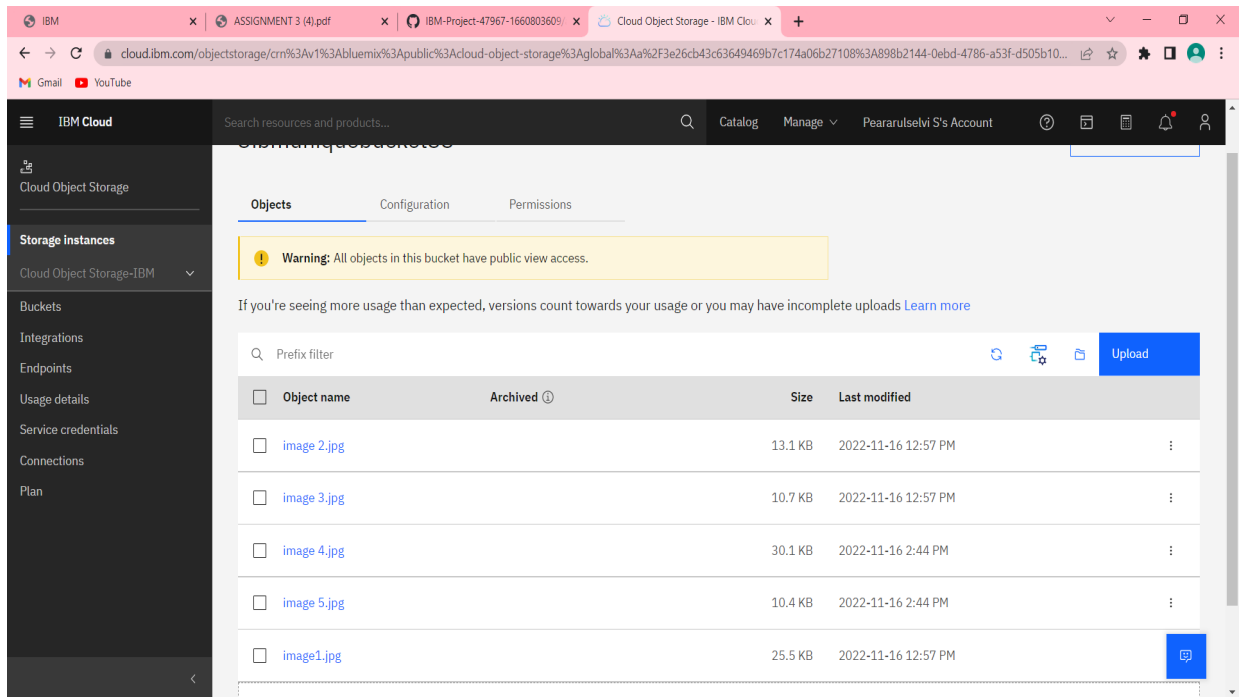 IBM
ASSIGNMENT 3 (4).pdf
IBM-Project-47967-1660803609/
Cloud Object Storage - IBM Clou
cloud.ibm.com/objectstorage/crn%3Av1%3Abluemix%3Apublic%3Acloud-object-storage%3Aglobal%3Aa%2F3e26cb43c63649469b7c174a06b27108%3A898b2144-0ebd-4786-a53f-d505b10...
Gmail YouTube
IBM Cloud
Search resources and products...
Catalog Manage Peararulselvi S's Account
Cloud Object Storage
Storage instances
Cloud Object Storage-IBM
Buckets
Integrations
Endpoints
Usage details
Service credentials
Connections
Plan
Objects Configuration Permissions
Warning: All objects in this bucket have public view access.
If you're seeing more usage than expected, versions count towards your usage or you may have incomplete uploads Learn more
Prefix filter
Upload
Object name Archived Size Last modified
image 2.jpg 13.1 KB 2022-11-16 12:57 PM
image 3.jpg 10.7 KB 2022-11-16 12:57 PM
image 4.jpg 30.1 KB 2022-11-16 2:44 PM
image 5.jpg 10.4 KB 2022-11-16 2:44 PM
image1.jpg 25.5 KB 2022-11-16 12:57 PM